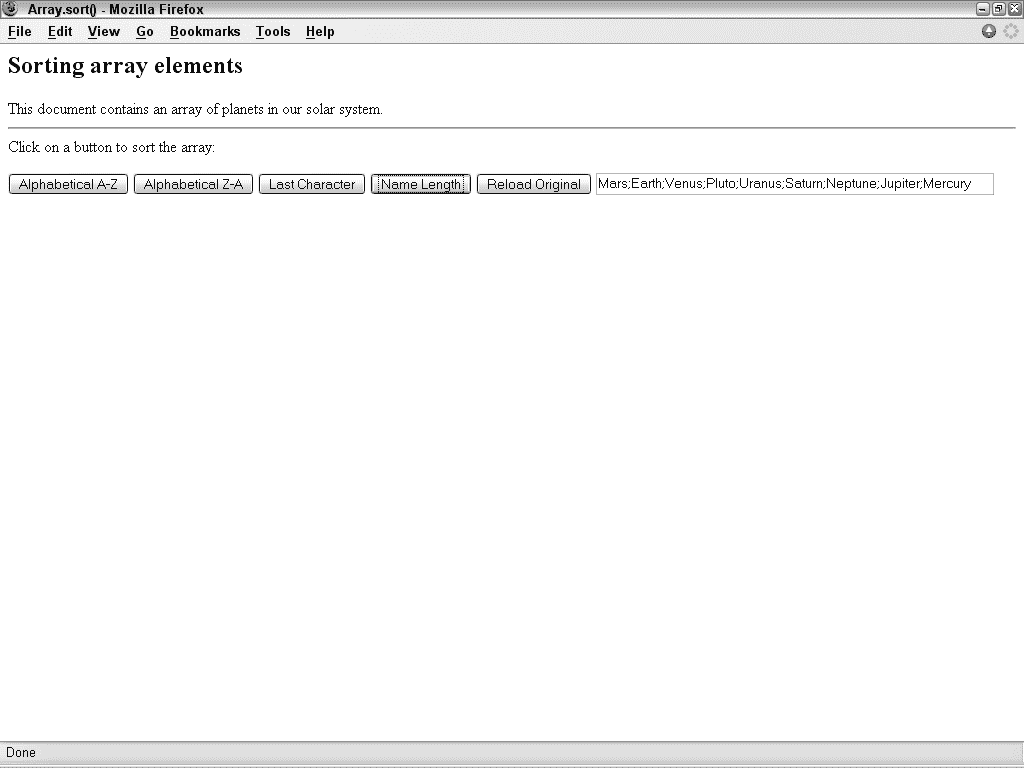 Array.sort() - Mozilla Firefox
File Edit View Go Bookmarks Tools Help
Sorting array elements
This document contains an array of planets in our solar system.
Click on a button to sort the array:
Alphabetical A-Z Alphabetical Z-A Last Character Name Length Reload Original Mars;Earth;Venus;Pluto;Uranus;Saturn;Neptune;Jupiter;Mercury
Done